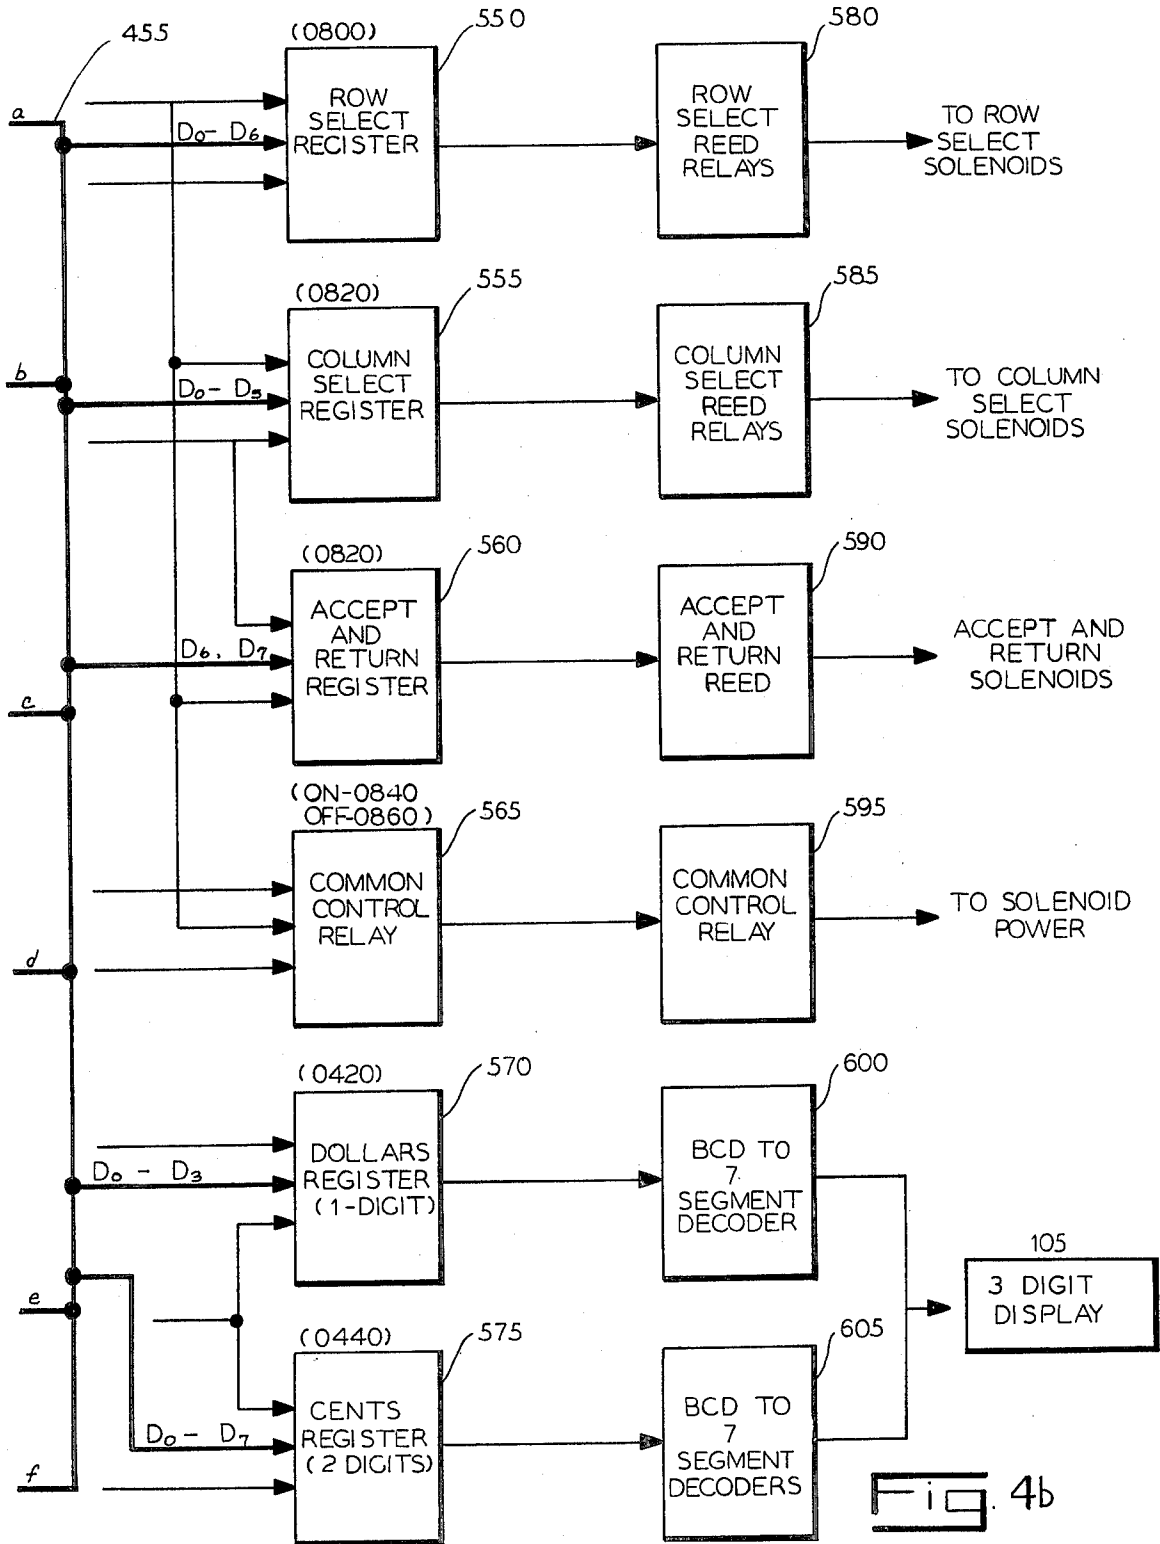 455
a
(0800)
550
D0 - D6
ROW
SELECT
REGISTER
580
ROW
SELECT
REED
RELAYS
TO ROW
SELECT
SOLENOIDS
b
(0820)
555
D0 - D5
COLUMN
SELECT
REGISTER
585
COLUMN
SELECT
REED
RELAYS
TO COLUMN
SELECT
SOLENOIDS
(0820)
560
D6, D7
ACCEPT
AND
RETURN
REGISTER
590
ACCEPT
AND
RETURN
REED
ACCEPT AND
RETURN
SOLENOIDS
c
(ON-0840
OFF-0860)
565
COMMON
CONTROL
RELAY
595
COMMON
CONTROL
RELAY
TO SOLENOID
POWER
d
(0420)
570
D0 - D3
DOLLARS
REGISTER
(1-DIGIT)
600
BCD TO
7
SEGMENT
DECODER
105
3 DIGIT
DISPLAY
e
(0440)
575
D0 - D7
CENTS
REGISTER
(2 DIGITS)
605
BCD TO
7
SEGMENT
DECODERS
f
Fig. 4b